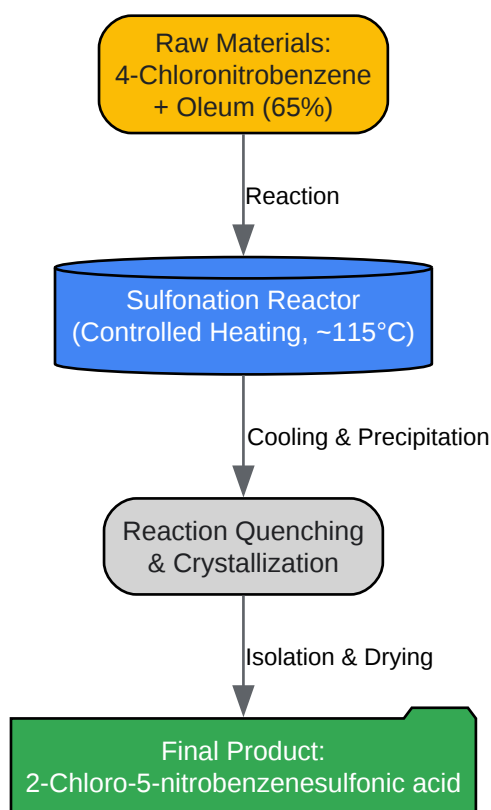 Raw Materials:
4-Chloronitrobenzene
+ Oleum (65%)
Reaction
Sulfonation Reactor
(Controlled Heating, ~115°C)
Cooling & Precipitation
Reaction Quenching
& Crystallization
Isolation & Drying
Final Product:
2-Chloro-5-nitrobenzenesulfonic acid